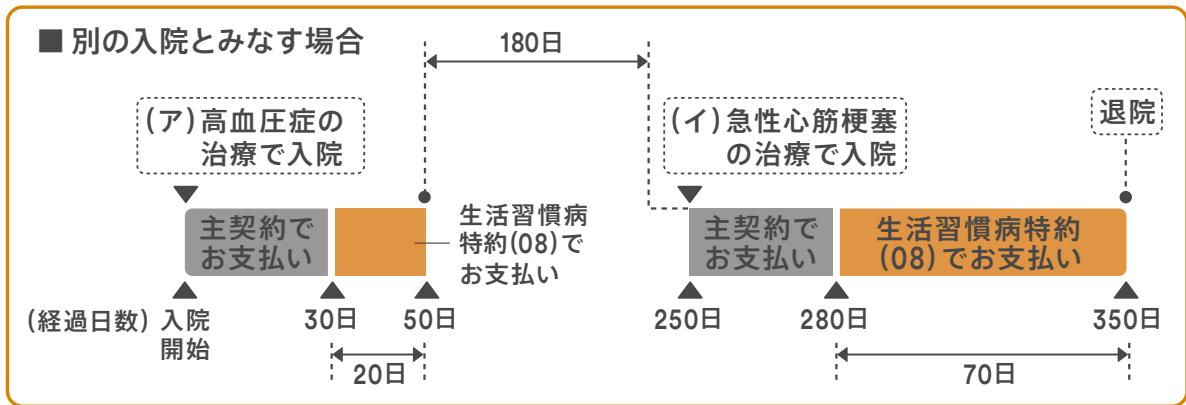 ■ 別の入院とみなす場合
180日
(ア)高血圧症の
治療で入院
(イ)急性心筋梗塞
の治療で入院
退院
主契約で
お支払い
生活習慣病
特約(08)で
お支払い
主契約で
お支払い
生活習慣病特約
(08)でお支払い
(経過日数)
入院
開始
30日
50日
250日
280日
350日
20日
70日